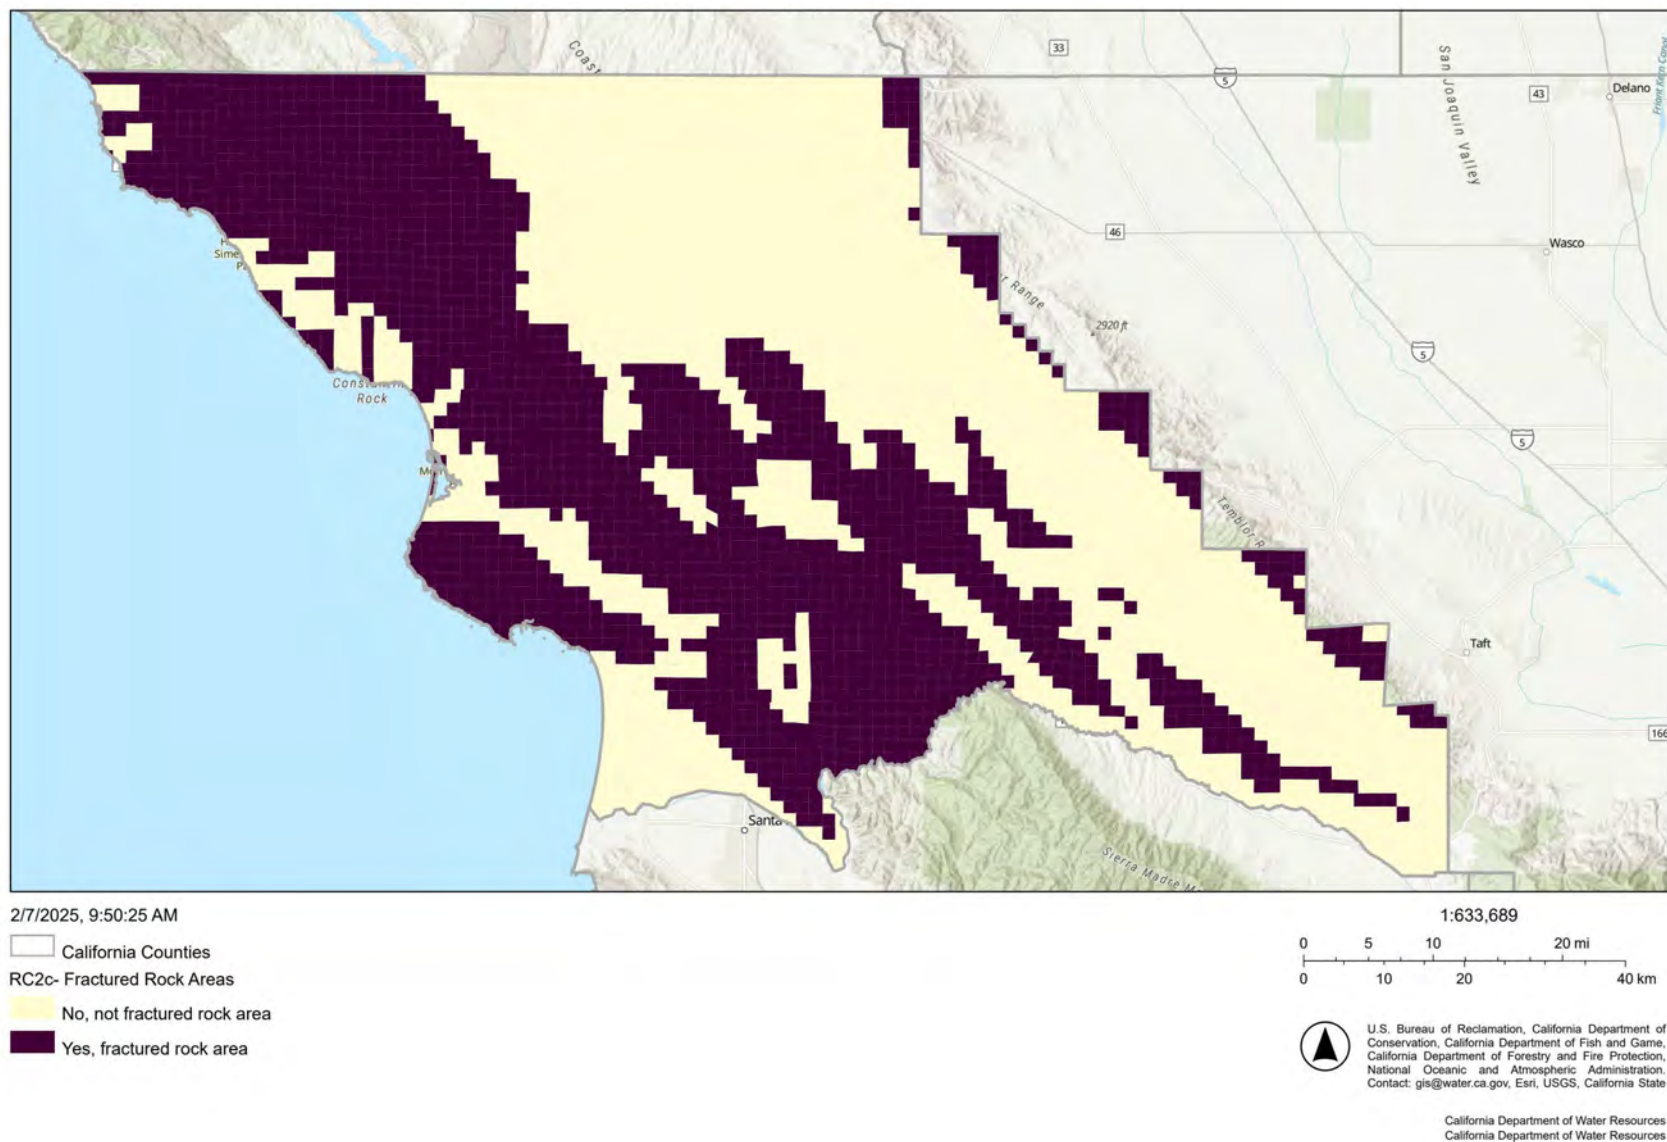 Coast
33
5
43
Delano
San Joaquin Valley
Friant Kern Canal
46
Wasco
Sime
Range
2920 ft
5
Rock
5
Temblor R
Taft
166
Santa
Sierra Madre M
2/7/2025, 9:50:25 AM
1:633,689
California Counties
RC2c- Fractured Rock Areas
No, not fractured rock area
Yes, fractured rock area
0 5 10 20 mi
0 10 20 40 km
U.S. Bureau of Reclamation, California Department of
Conservation, California Department of Fish and Game,
California Department of Forestry and Fire Protection,
National Oceanic and Atmospheric Administration.
Contact: gis@water.ca.gov, Esri, USGS, California State
California Department of Water Resources
California Department of Water Resources